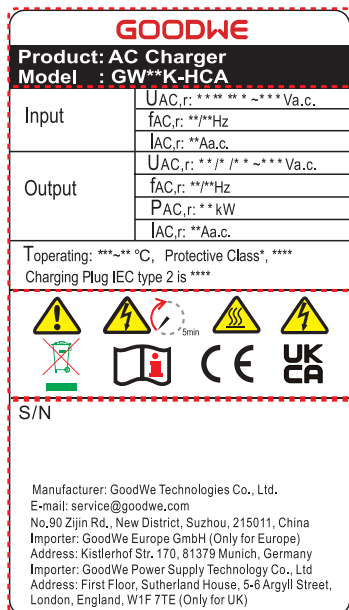 GOODWE
Product: AC Charger
Model : GW**K-HCA
Input
UAC,r: **** ** * ~*** Va.c.
fAC,r: **/**Hz
IAC,r: **Aa.c.
Output
UAC,r: **/* /** ~*** Va.c.
fAC,r: **/**Hz
PAC,r: ** kW
IAC,r: **Aa.c.
Toperating: ***~** °C, Protective Class*, ****
Charging Plug IEC type 2 is ****
5min
CE
UK
CA
S/N
Manufacturer: GoodWe Technologies Co., Ltd.
E-mail: service@goodwe.com
No.90 Zijin Rd., New District, Suzhou, 215011, China
Importer: GoodWe Europe GmbH (Only for Europe)
Address: Kistlerhof Str. 170, 81379 Munich, Germany
Importer: GoodWe Power Supply Technology Co., Ltd
Address: First Floor, Sutherland House, 5-6 Argyll Street,
London, England, W1F 7TE (Only for UK)